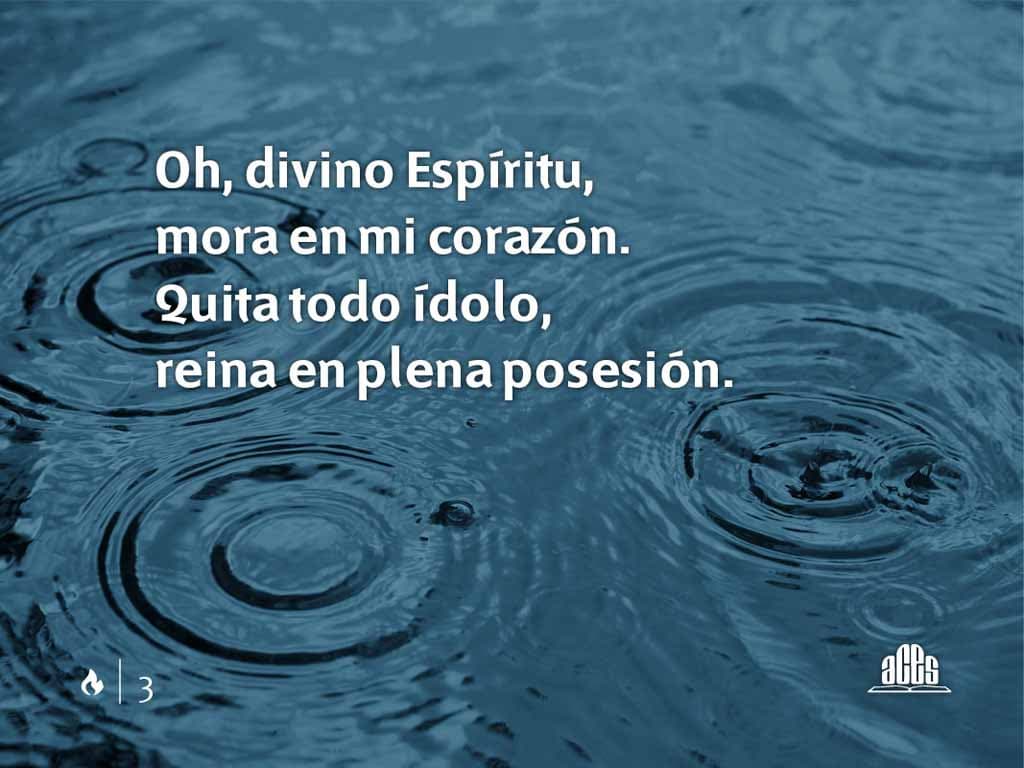 Oh, divino Espíritu,
mora en mi corazón.
Quita todo ídolo,
reina en plena posesión.
3
aces